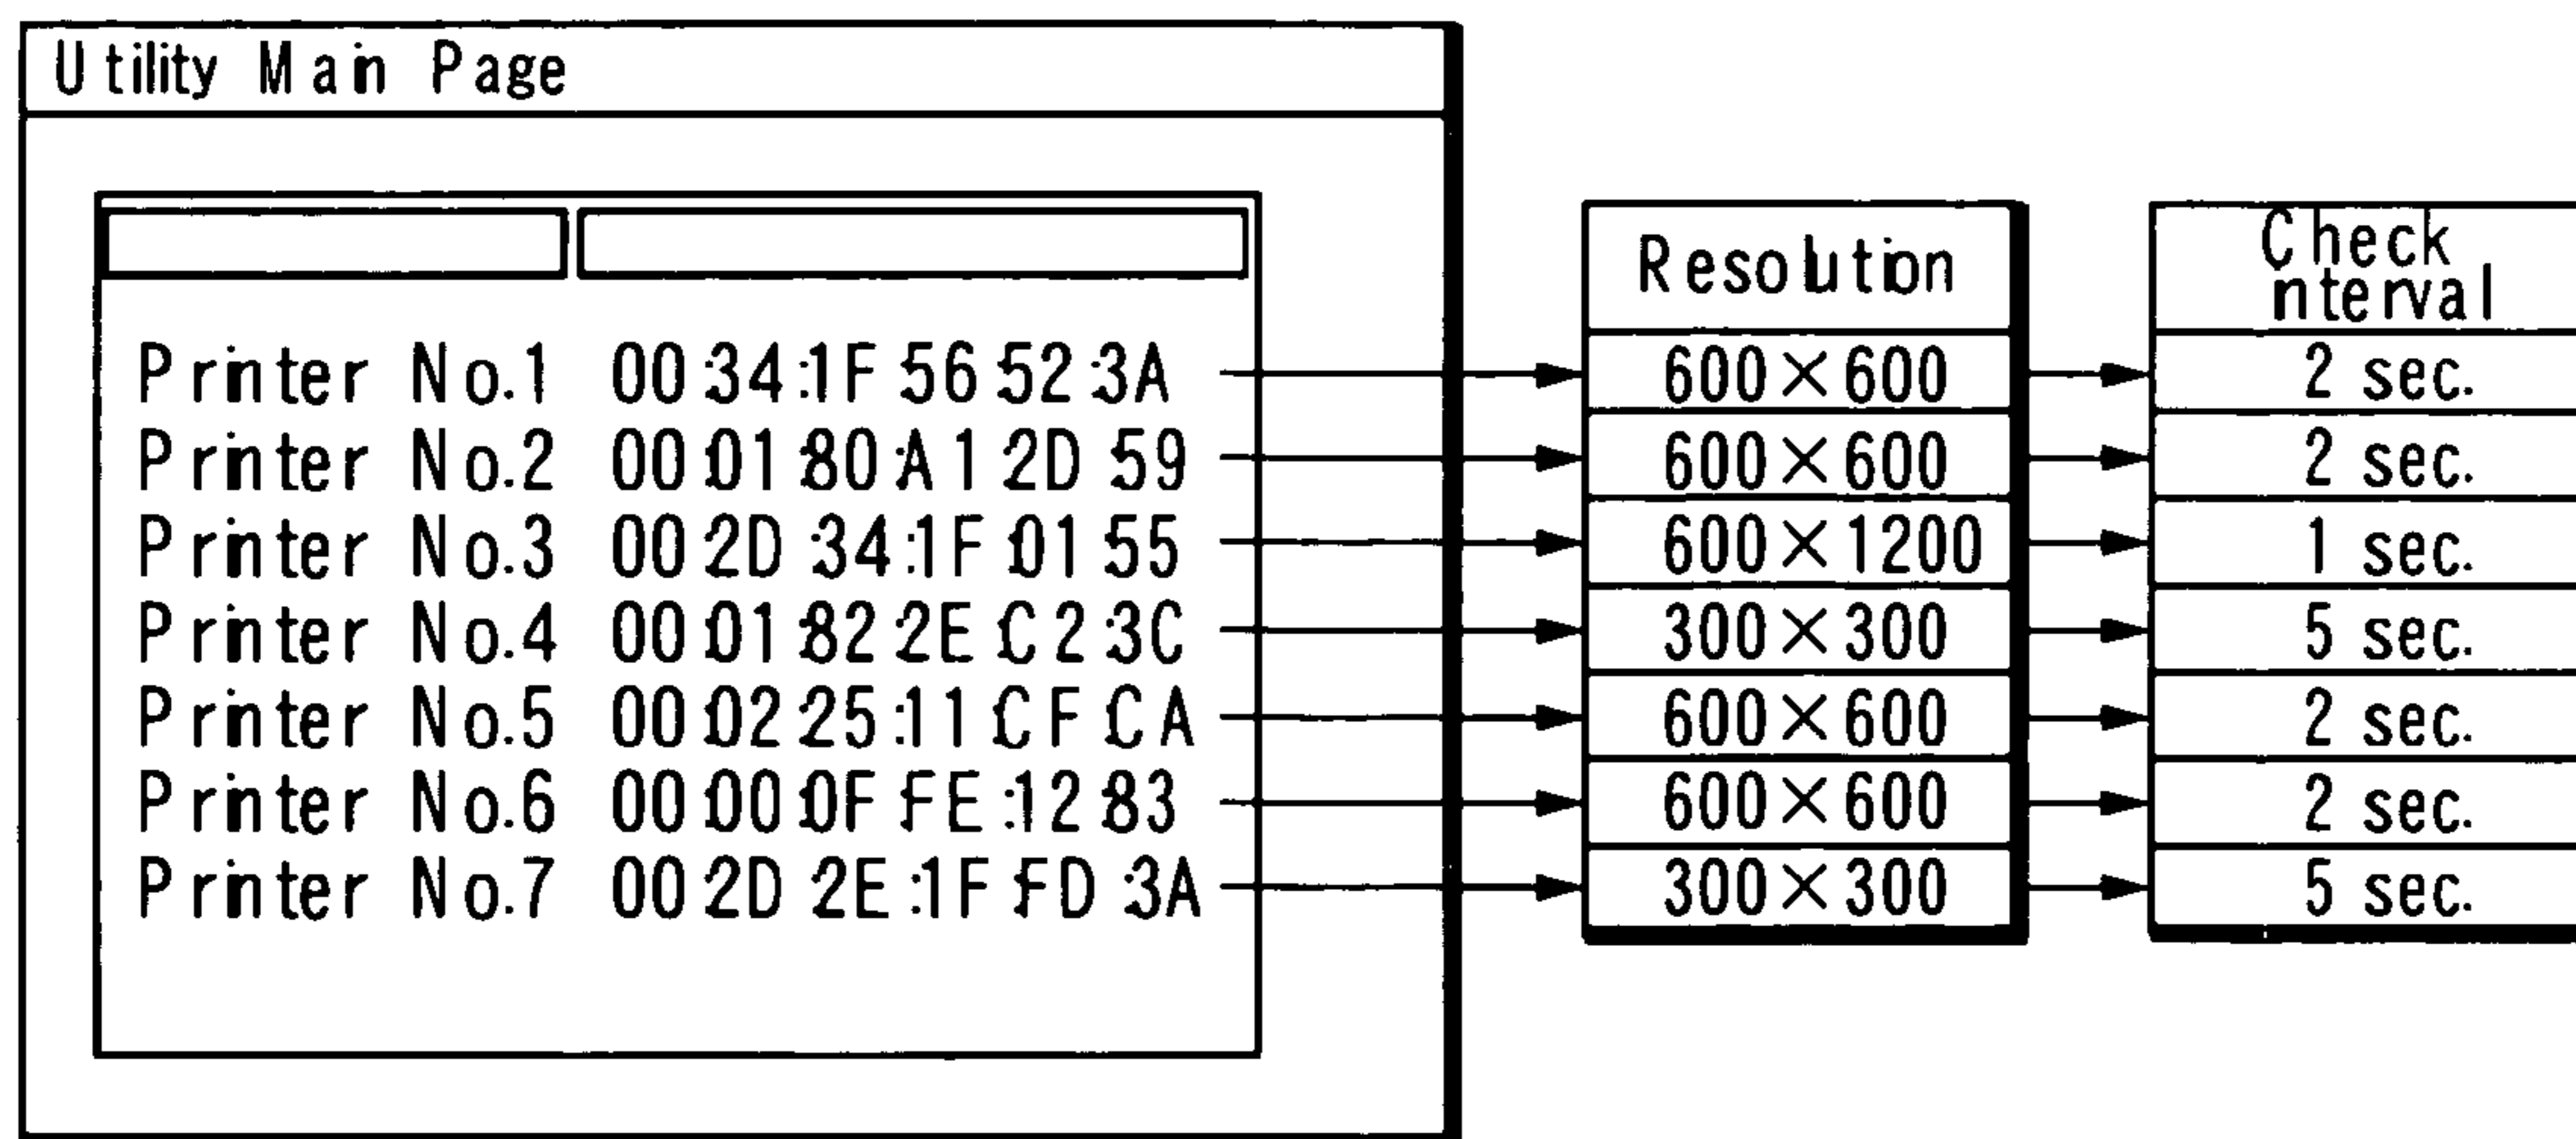 Utility Main Page
Resolution
Check
nterval
Printer No.1 00:34:1F:56:52:3A 600×600 2 sec.
Printer No.2 00:01:80:A1:2D:59 600×600 2 sec.
Printer No.3 00:2D:34:1F:01:55 600×1200 1 sec.
Printer No.4 00:01:82:2E:C2:3C 300×300 5 sec.
Printer No.5 00:02:25:11:CF:CA 600×600 2 sec.
Printer No.6 00:00:0F:FE:12:83 600×600 2 sec.
Printer No.7 00:2D:2E:1F:FD:3A 300×300 5 sec.